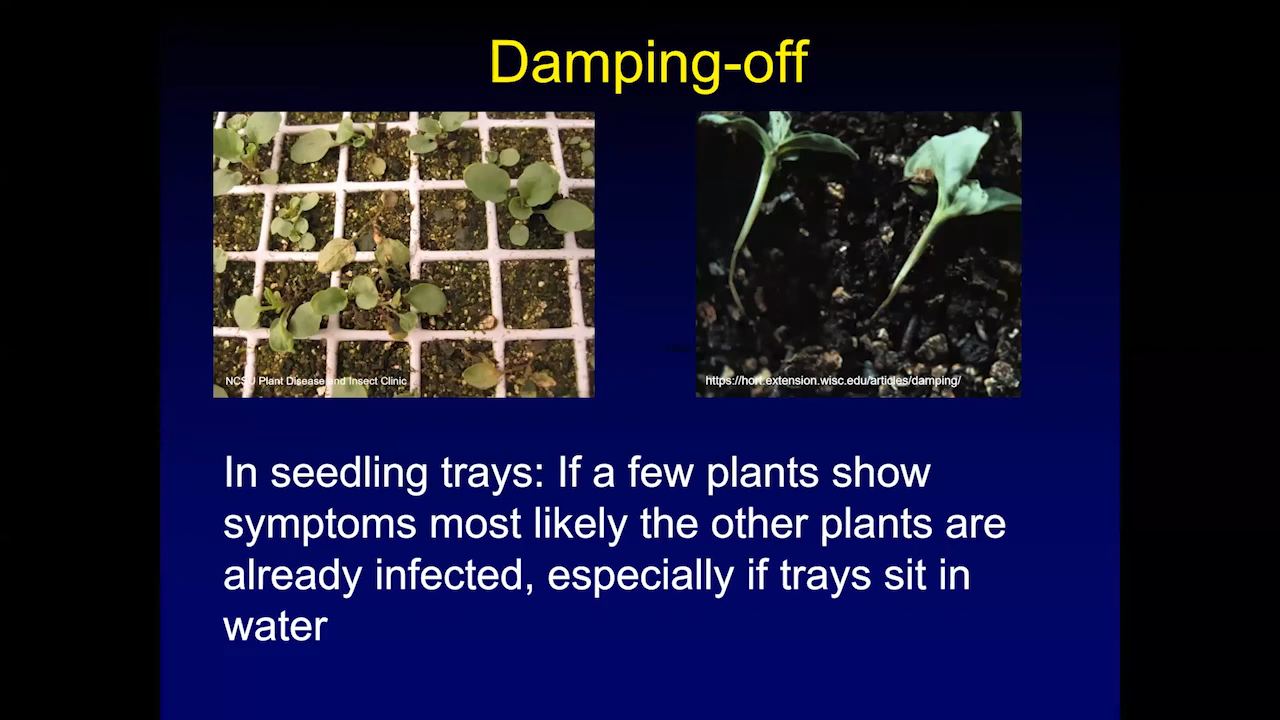 Damping-off
NCSU Plant Disease and Insect Clinic
https://hort.extension.wisc.edu/articles/damping/
In seedling trays: If a few plants show
symptoms most likely the other plants are
already infected, especially if trays sit in
water